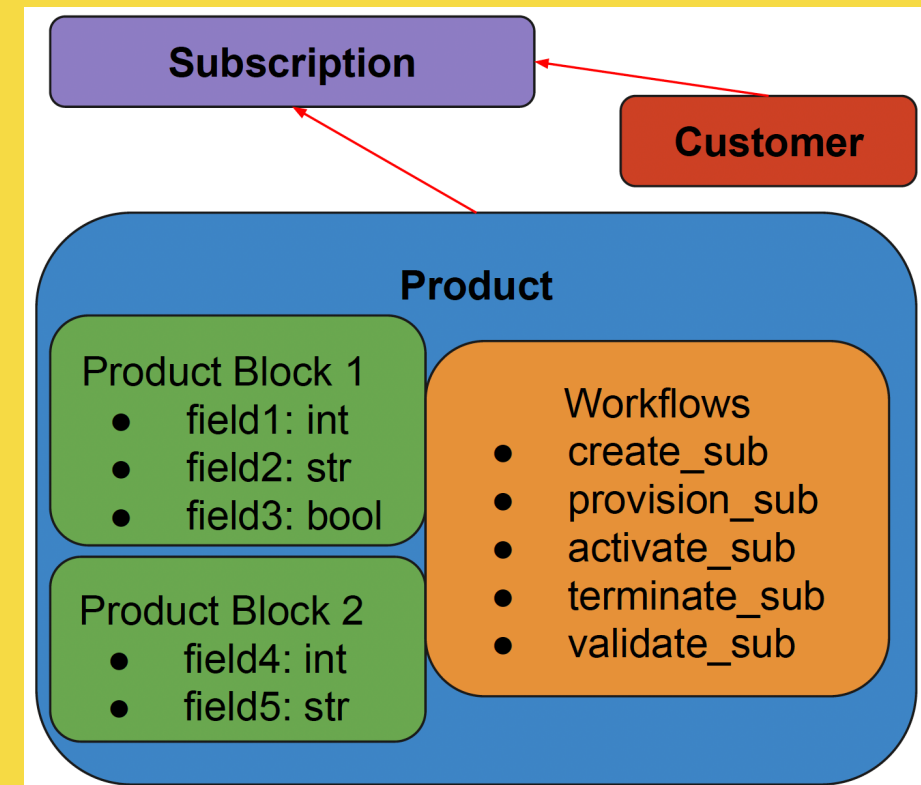 Subscription
Customer
Product
Product Block 1
● field1: int
● field2: str
● field3: bool
Product Block 2
● field4: int
● field5: str
Workflows
● create_sub
● provision_sub
● activate_sub
● terminate_sub
● validate_sub